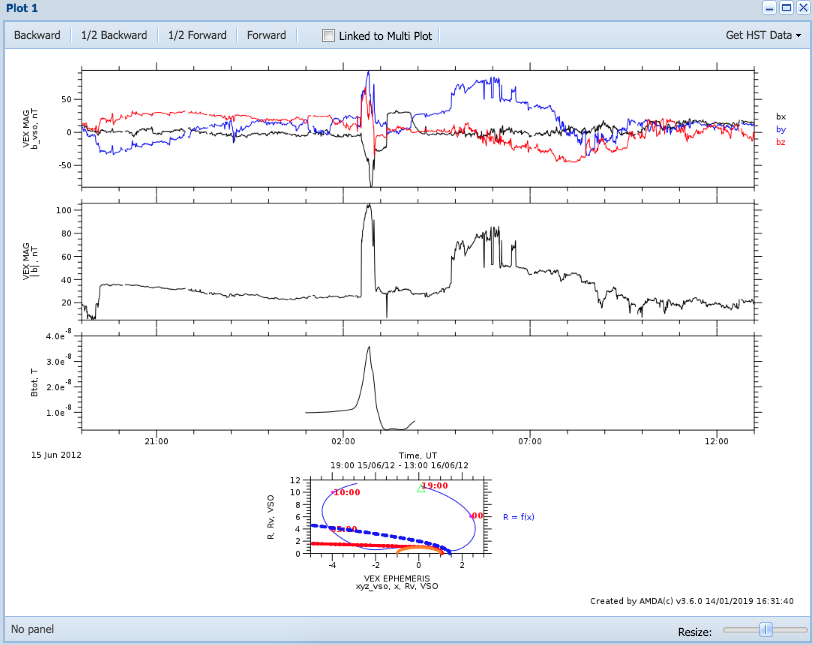 Plot 1
Backward 1/2 Backward 1/2 Forward Forward Linked to Multi Plot Get HST Data
VEX MAG
b_vso, nT
50
0
-50
bx
by
bz
VEX MAG
|b| , nT
100
80
60
40
20
Btot, T
4.0e-8
3.0e-8
2.0e-8
1.0e-8
21:00 02:00 07:00 12:00
15 Jun 2012
Time, UT
19:00 15/06/12 - 13:00 16/06/12
R, Rv, VSO
12
10
8
6
4
2
0
10:00
19:00
00
05:00
R = f(x)
-4 -2 0 2
VEX EPHEMERIS
xyz_vso, x, Rv, VSO
Created by AMDA(c) v3.6.0 14/01/2019 16:31:40
No panel
Resize: